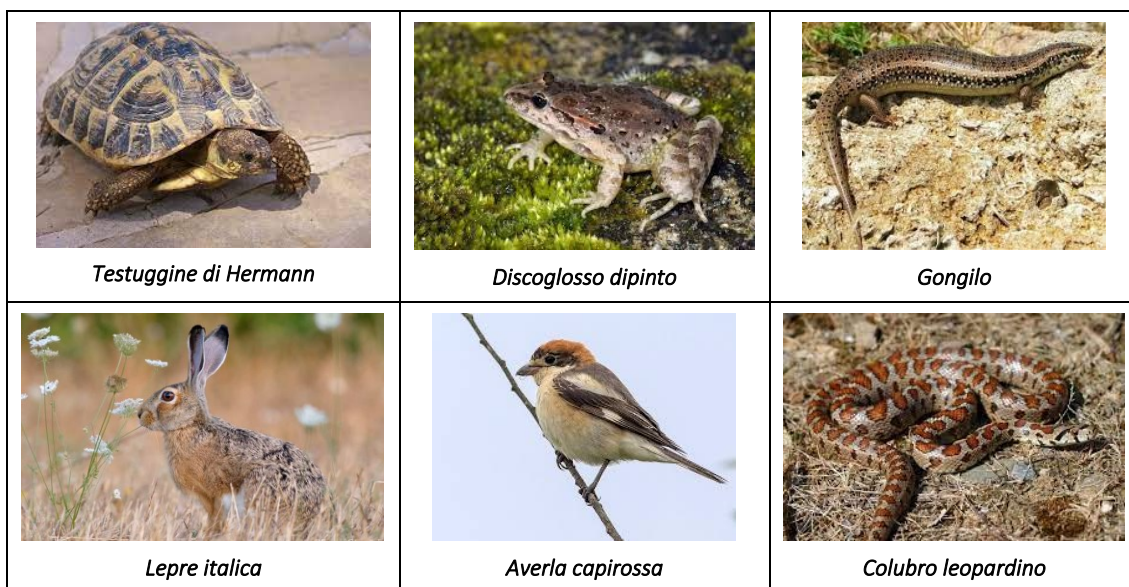 Testuggine di Hermann
Discoglosso dipinto
Gongilo
Lepre italica
Averla capirossa
Colubro leopardino